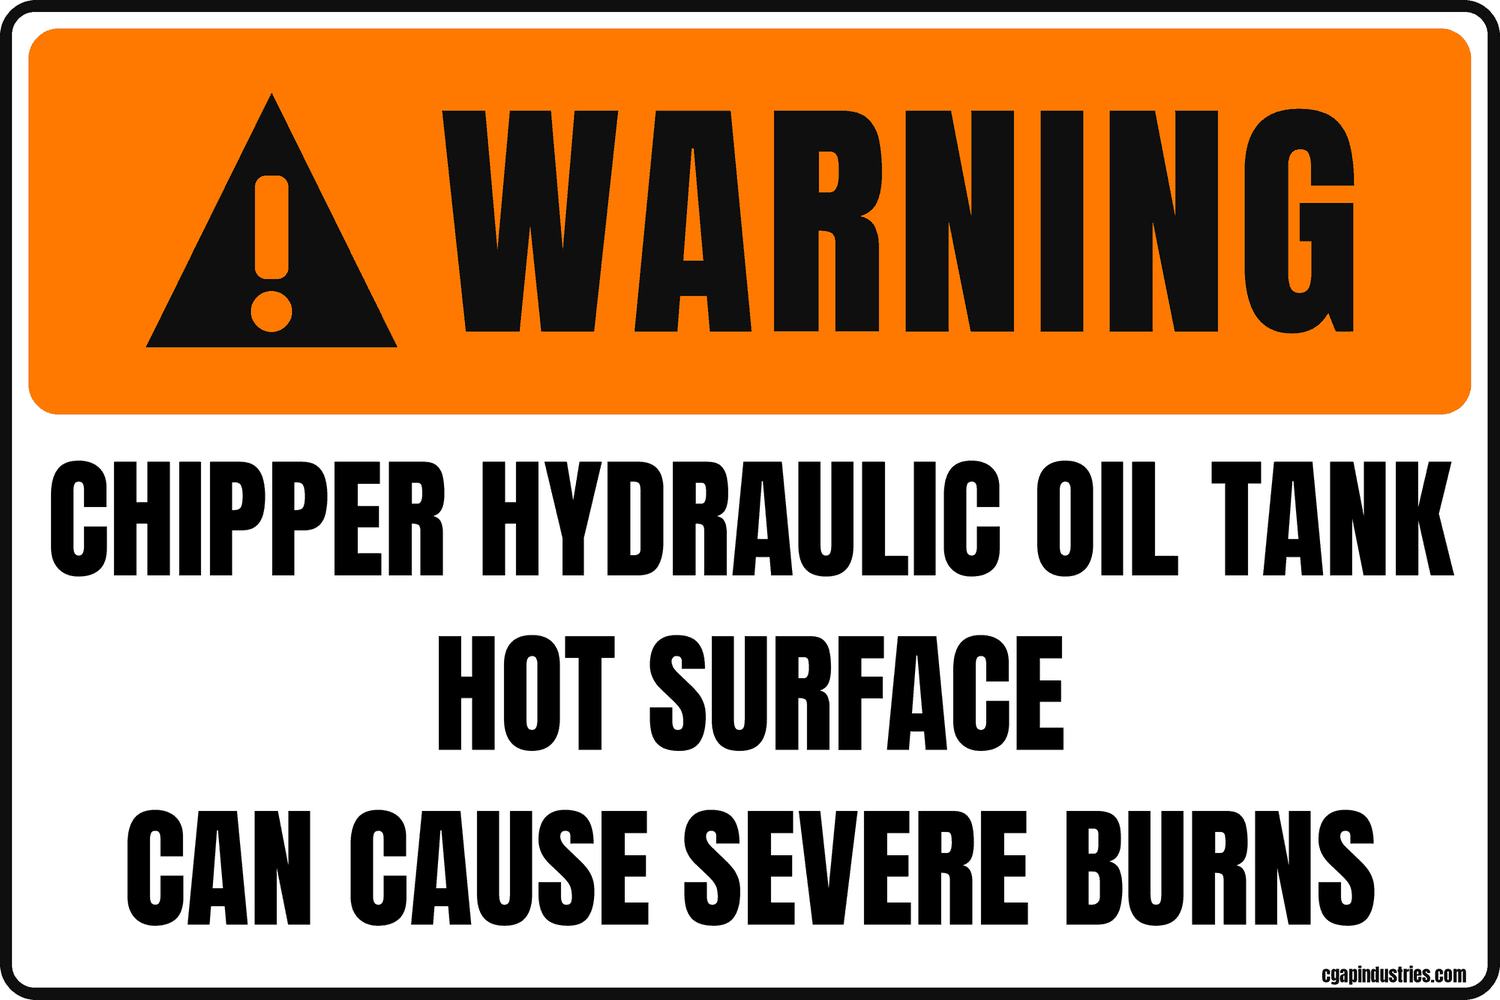 WARNING
CHIPPER HYDRAULIC OIL TANK
HOT SURFACE
CAN CAUSE SEVERE BURNS
cgapindustries.com